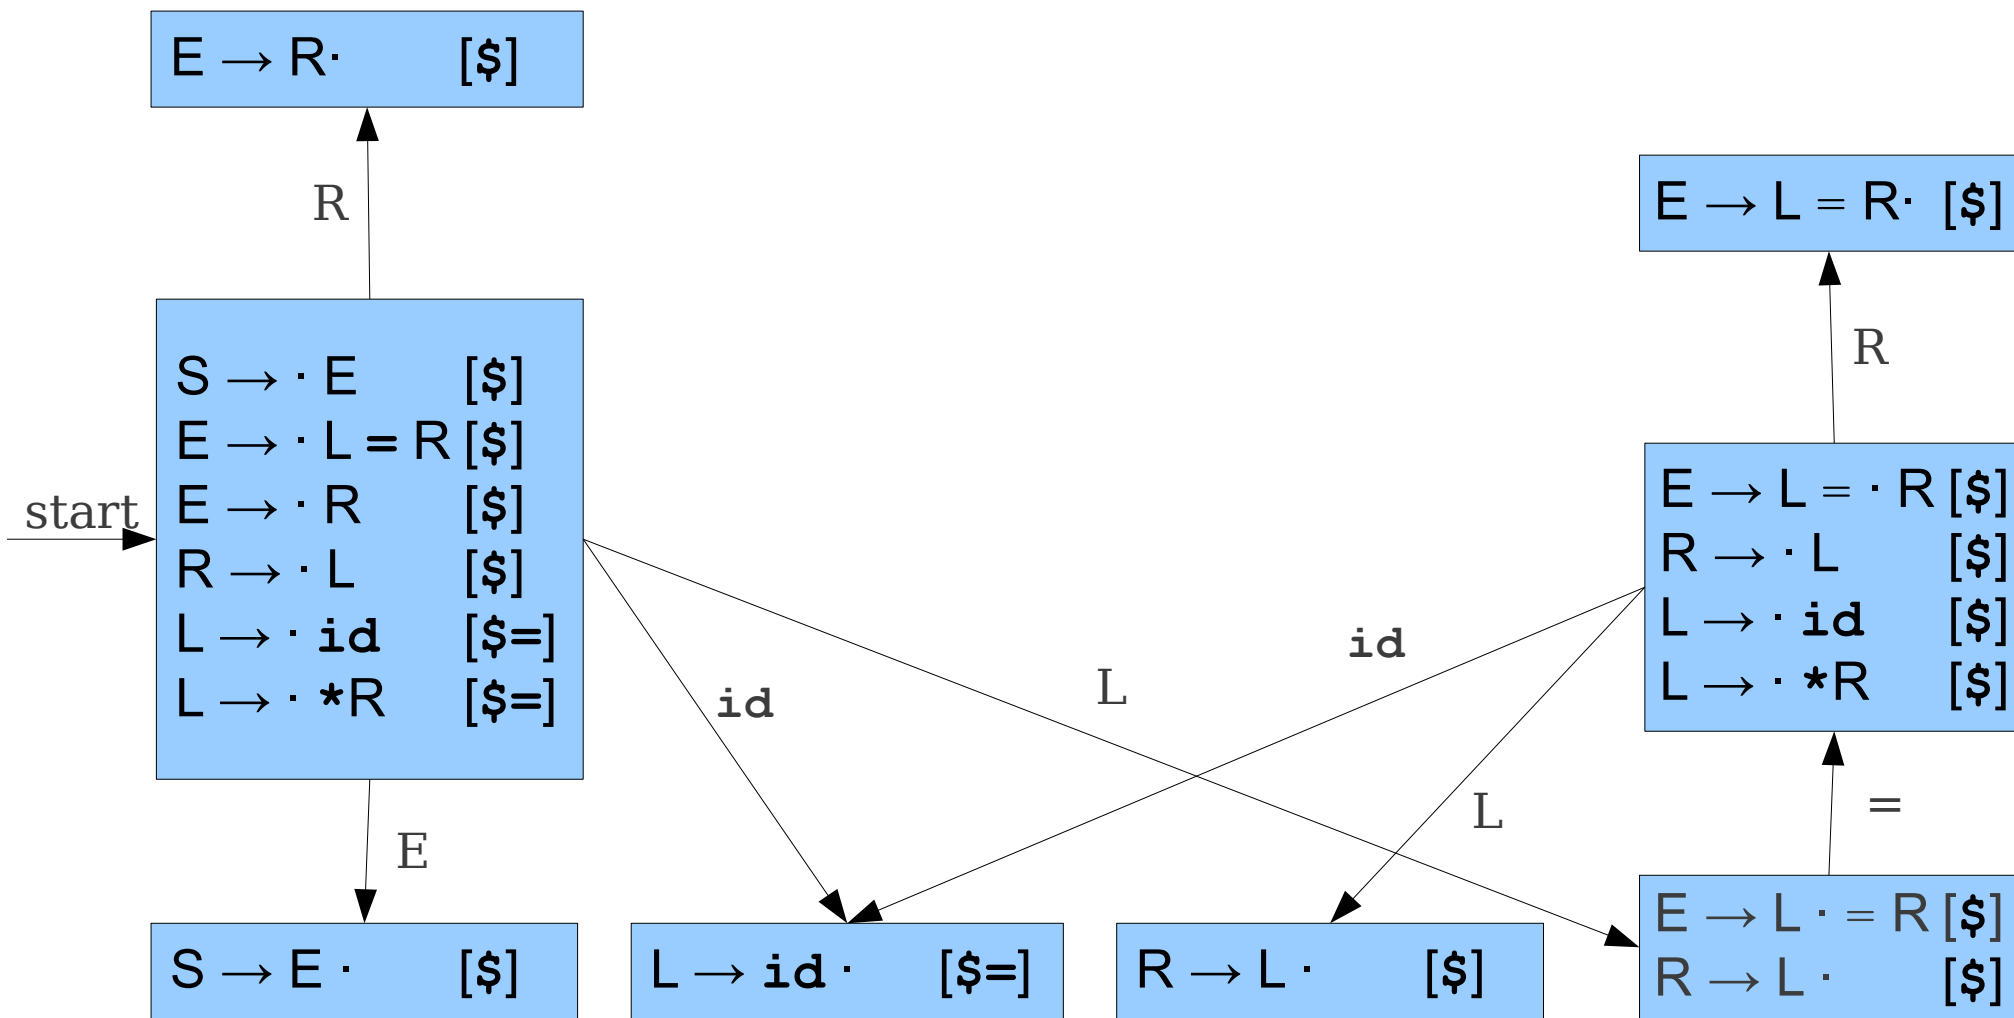 E → R· [$]
R
E → L = R· [$]
R
start
S → · E [$]
E → · L = R [$]
E → · R [$]
R → · L [$]
L → · id [$=]
L → · *R [$=]
E → L = · R [$]
R → · L [$]
L → · id [$]
L → · *R [$]
id
L
id
L
=
E
S → E · [$]
L → id · [$=]
R → L · [$]
E → L · = R [$]
R → L · [$]